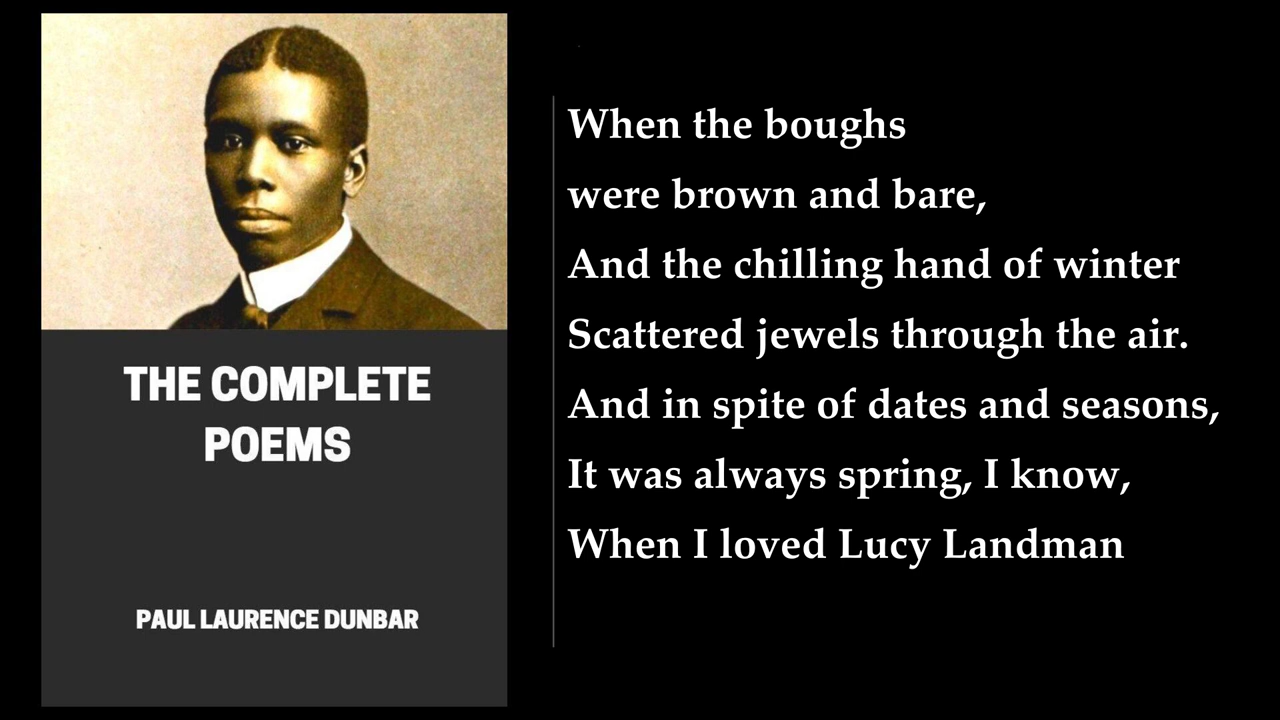 THE COMPLETE
POEMS
PAUL LAURENCE DUNBAR
When the boughs
were brown and bare,
And the chilling hand of winter
Scattered jewels through the air.
And in spite of dates and seasons,
It was always spring, I know,
When I loved Lucy Landman